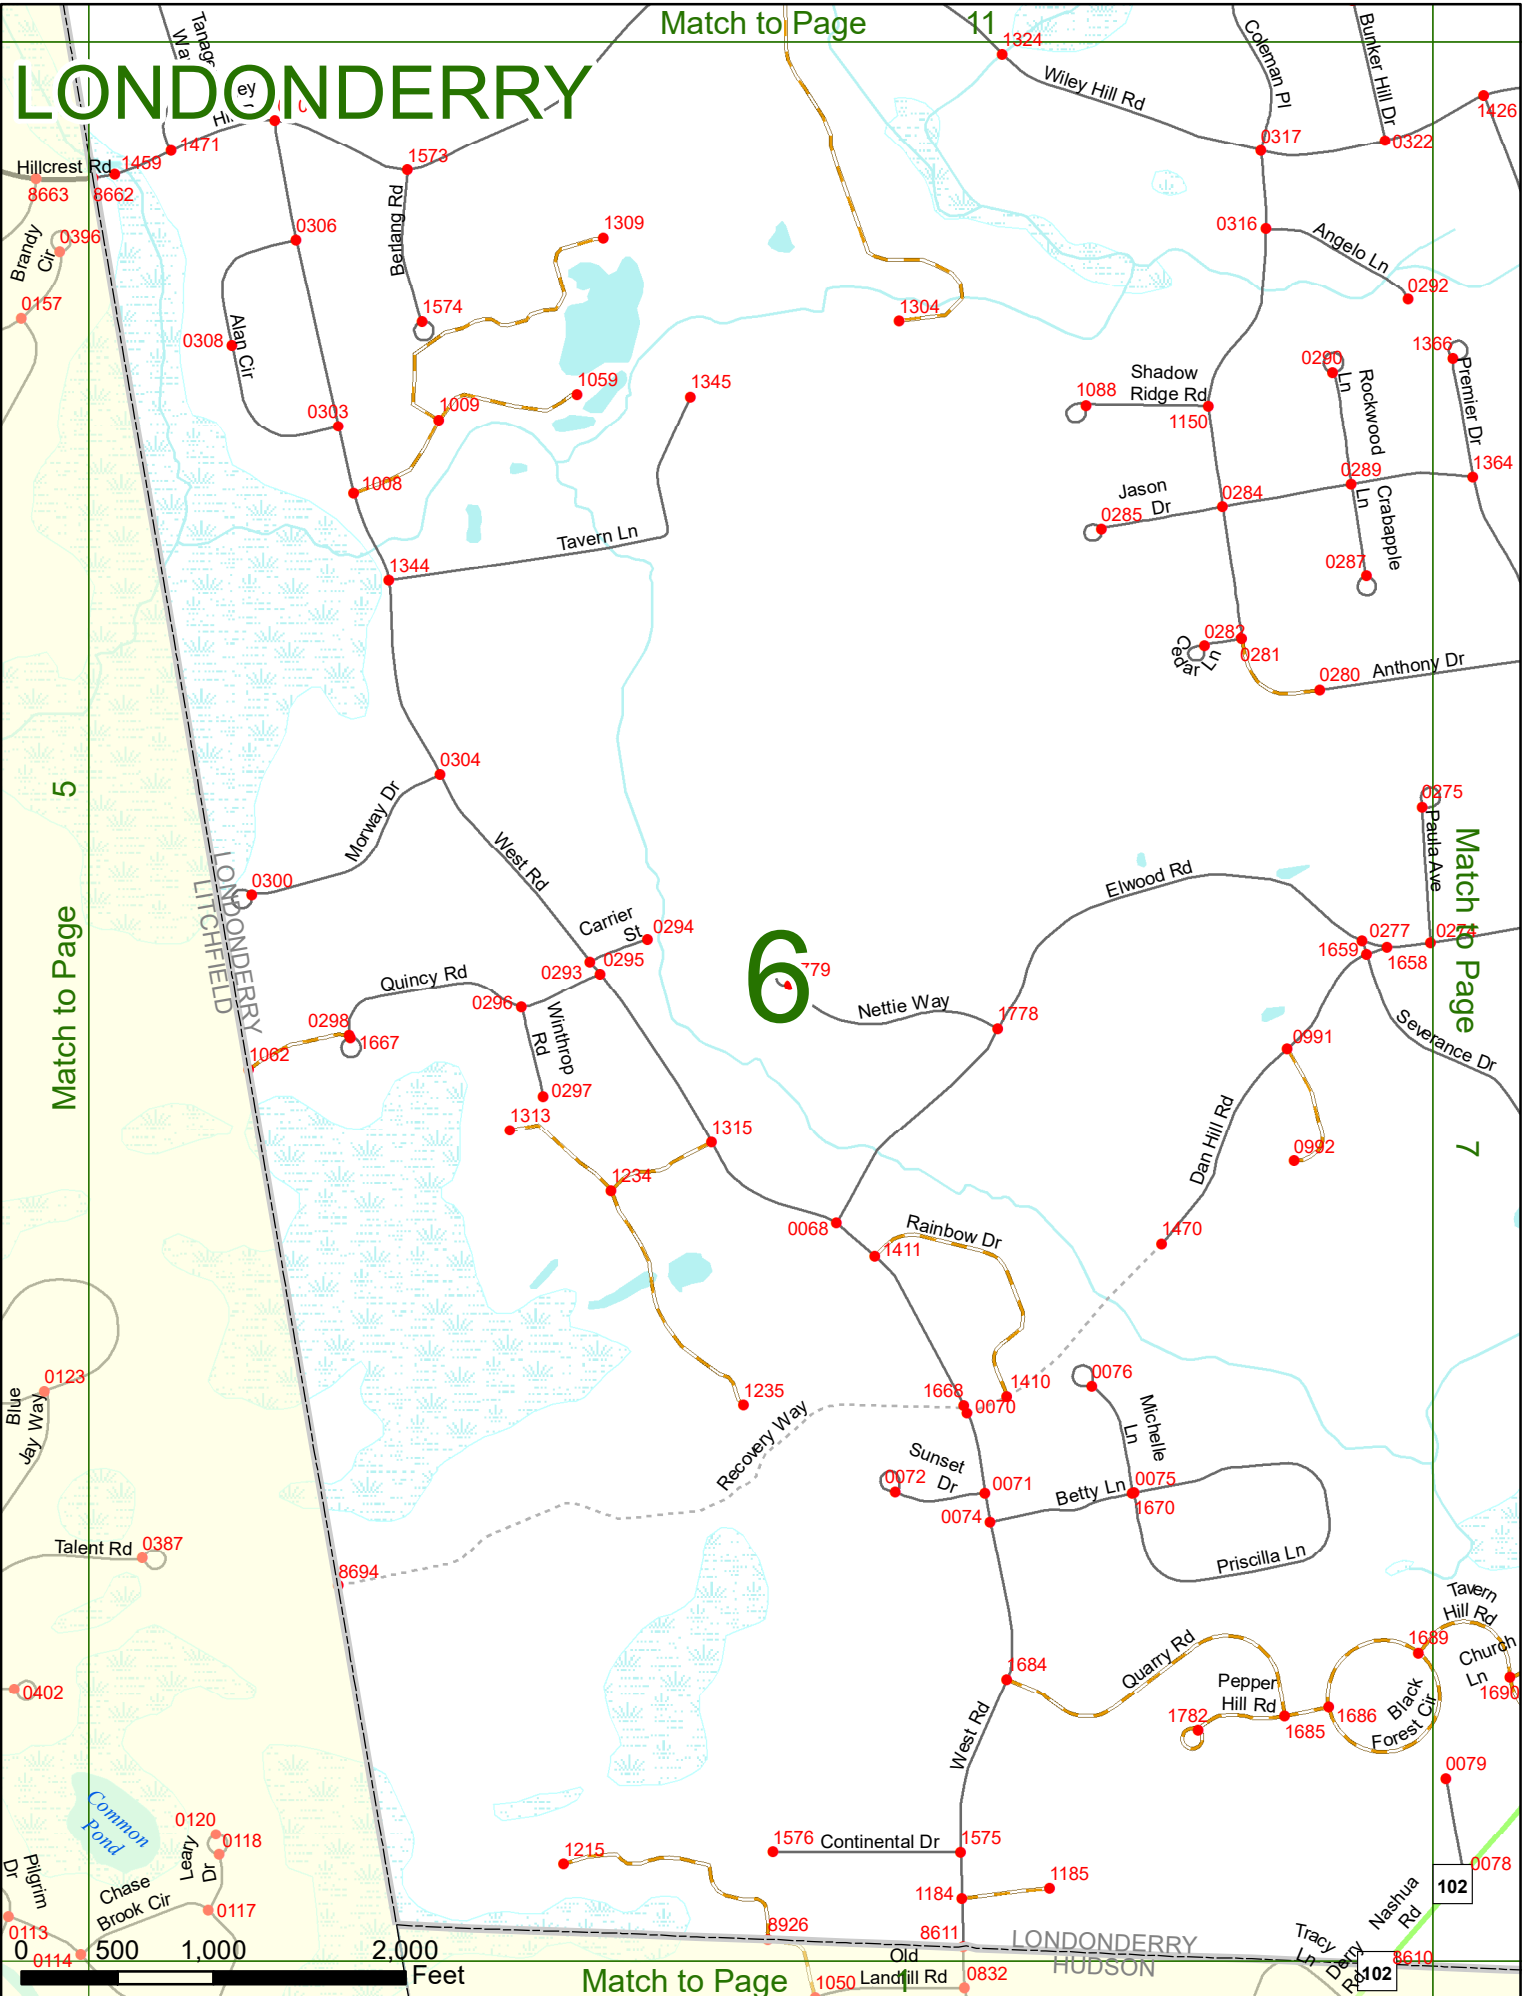 Match to Page 11
LONDONDERRY
1324
Wiley Hill Rd
Coleman Pl
Bunker Hill Dr
1426
0322
0317
1471
1459
Hillcrest Rd
8663
8662
1573
Berlang Rd
0396
Brandy
Cir
0157
0306
1309
0316
Angelo Ln
0292
1574
1304
0308
Alan Cir
0303
1009
1059
1345
1008
Shadow
Ridge Rd
1088
1150
0290
Rockwood
Ln
1366
Premier Dr
1364
0289
Crabapple
Ln
0287
Jason
Dr
0285
0284
Tavern Ln
1344
0282
Cedar
Ln
0281
0280
Anthony Dr
0304
Morway Dr
0300
West Rd
5
Match to Page
LONDONDERRY
LITCHFIELD
0275
Paula Ave
Match to Page
7
Elwood Rd
0277
1659
1658
0274
Carrier
St
0294
0295
0293
Quincy Rd
0296
0298
1667
1062
Winthrop
Rd
0297
6
Nettie Way
1778
0991
Severance Dr
Dan Hill Rd
0992
1470
1313
1315
1234
0068
1411
Rainbow Dr
1235
1668
0070
1410
0076
Michelle
Ln
Recovery Way
Sunset
Dr
0072
0071
0074
Betty Ln
0075
1670
Priscilla Ln
0123
Blue
Jay Way
Talent Rd
0387
8694
0402
Tavern
Hill Rd
Church
Ln
1690
1689
Black
Forest Cir
1686
1685
Pepper
Hill Rd
1782
Quarry Rd
1684
West Rd
0079
0078
102
Nashua
Rd
Common
Pond
0120
0118
Leary
Dr
0117
Chase
Brook Cir
Pilgrim
Dr
0113
0114
1576
Continental Dr
1575
1215
1184
1185
8926
8611
LONDONDERRY
HUDSON
Old
Landfill Rd
1050
0832
Tracy
Ln
Derry
Rd
102
8610
0 500 1,000 2,000
Feet
Match to Page 1